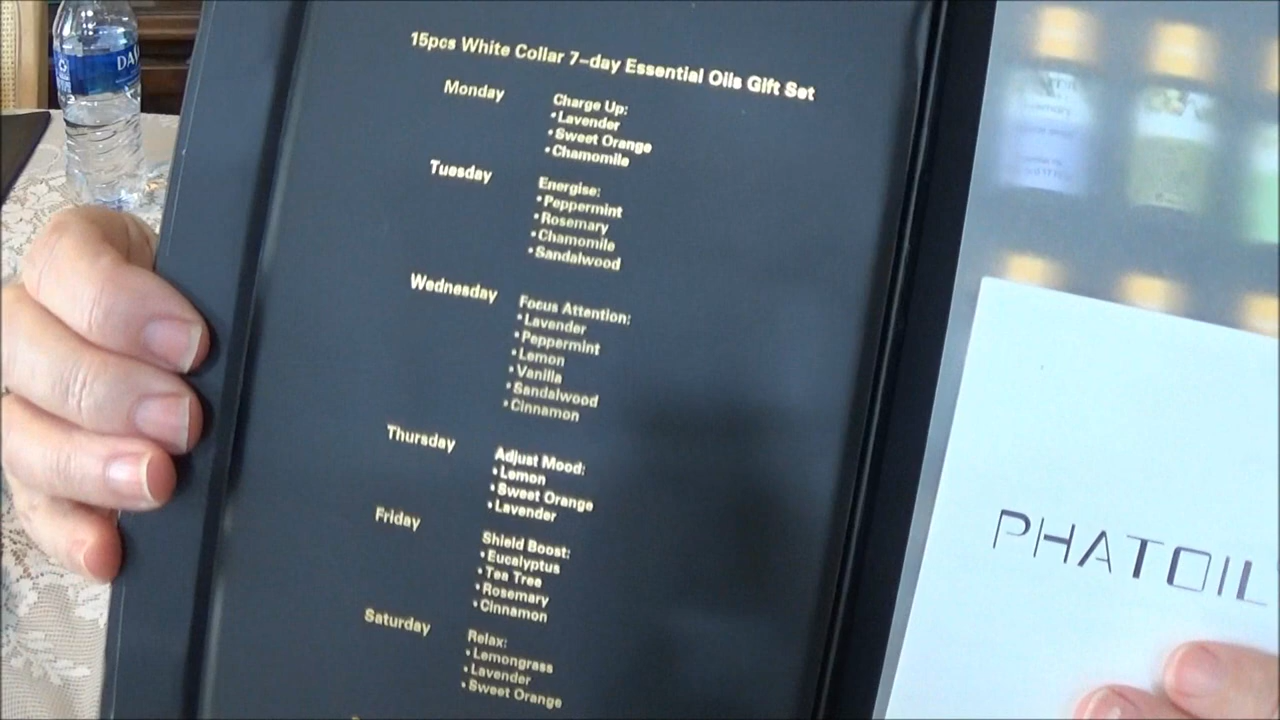 15pcs White Collar 7-day Essential Oils Gift Set
Monday
Charge Up:
•Lavender
•Sweet Orange
•Chamomile
Tuesday
Energise:
•Peppermint
•Rosemary
•Chamomile
•Sandalwood
Wednesday
Focus Attention:
•Lavender
•Peppermint
•Lemon
•Vanilla
•Sandalwood
•Cinnamon
Thursday
Adjust Mood:
•Lemon
•Sweet Orange
•Lavender
Friday
Shield Boost:
•Eucalyptus
•Tea Tree
•Rosemary
•Cinnamon
Saturday
Relax:
•Lemongrass
•Lavender
•Sweet Orange
PHATOIL
DA